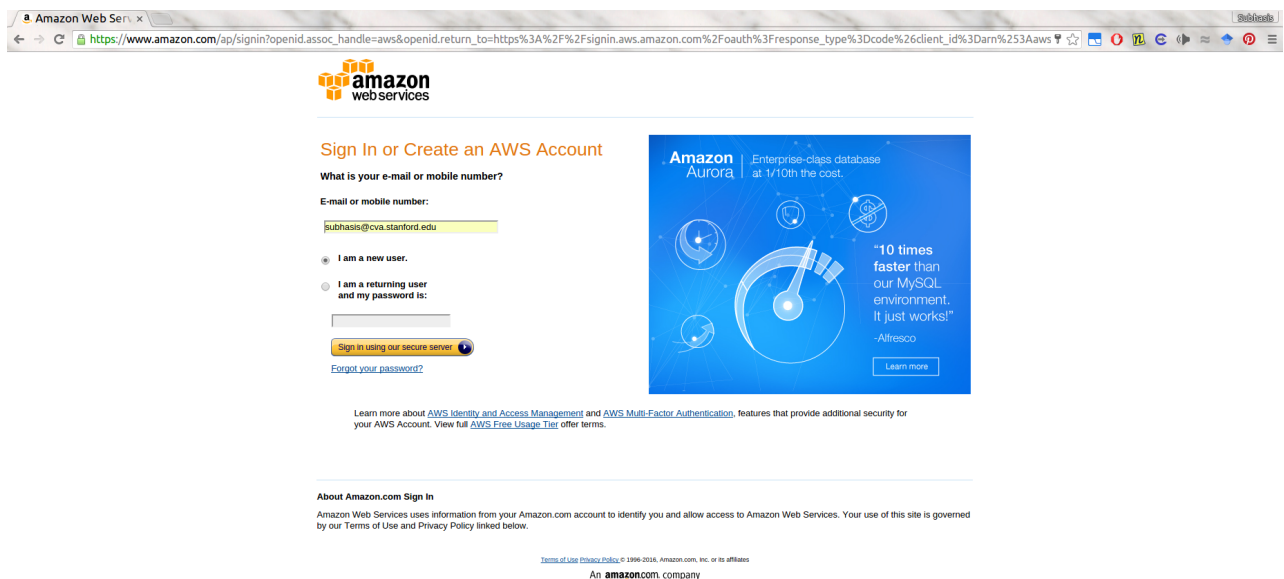 Amazon Web Serv
Subhasis
https://www.amazon.com/ap/signin?openid.assoc_handle=aws&openid.return_to=https%3A%2F%2Fsignin.aws.amazon.com%2Foauth%3Fresponse_type%3Dcode%26client_id%3Darn%253Aaws
amazon
webservices
Sign In or Create an AWS Account
What is your e-mail or mobile number?
E-mail or mobile number:
subhasis@cva.stanford.edu
I am a new user.
I am a returning user
and my password is:
Sign in using our secure server
Forgot your password?
Amazon
Aurora
Enterprise-class database
at 1/10th the cost.
“10 times
faster than
our MySQL
environment.
It just works!”
-Alfresco
Learn more
Learn more about AWS Identity and Access Management and AWS Multi-Factor Authentication, features that provide additional security for
your AWS Account. View full AWS Free Usage Tier offer terms.
About Amazon.com Sign In
Amazon Web Services uses information from your Amazon.com account to identify you and allow access to Amazon Web Services. Your use of this site is governed
by our Terms of Use and Privacy Policy linked below.
Terms of Use Privacy Policy © 1996-2016, Amazon.com, Inc. or its affiliates
An amazon.com. company